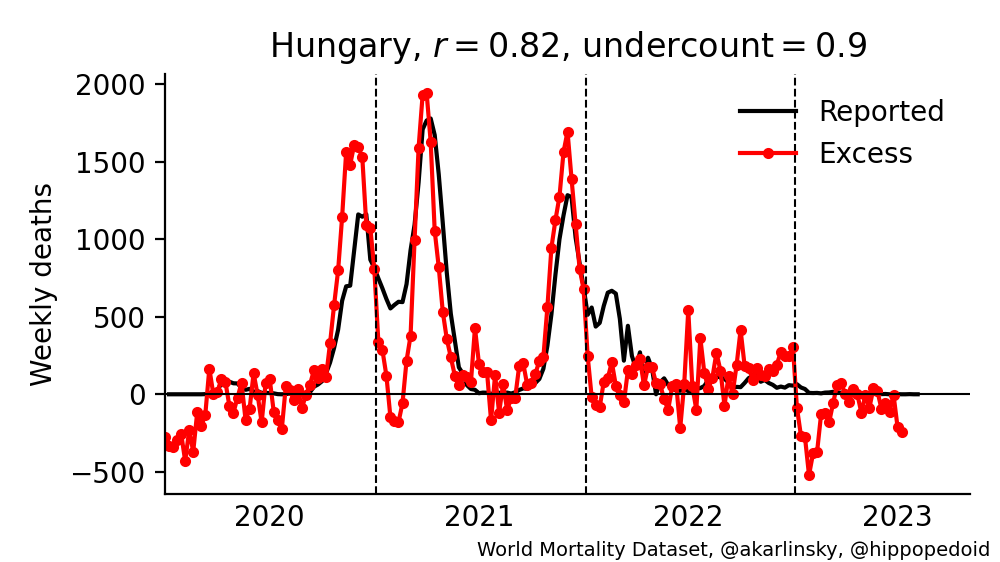 Hungary, r = 0.82, undercount = 0.9
Weekly deaths
2000
1500
1000
500
0
−500
Reported
Excess
2020 2021 2022 2023
World Mortality Dataset, @akarlinsky, @hippopedoid